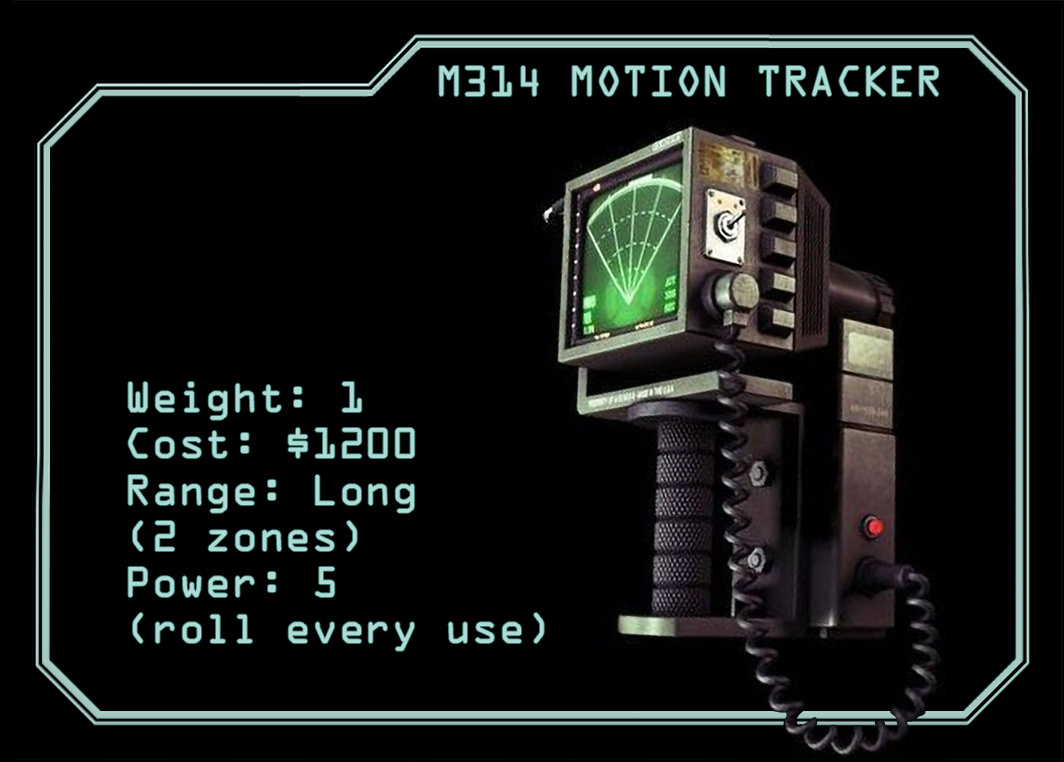 M314 MOTION TRACKER
Weight: 1
Cost: $1200
Range: Long
(2 zones)
Power: 5
(roll every use)